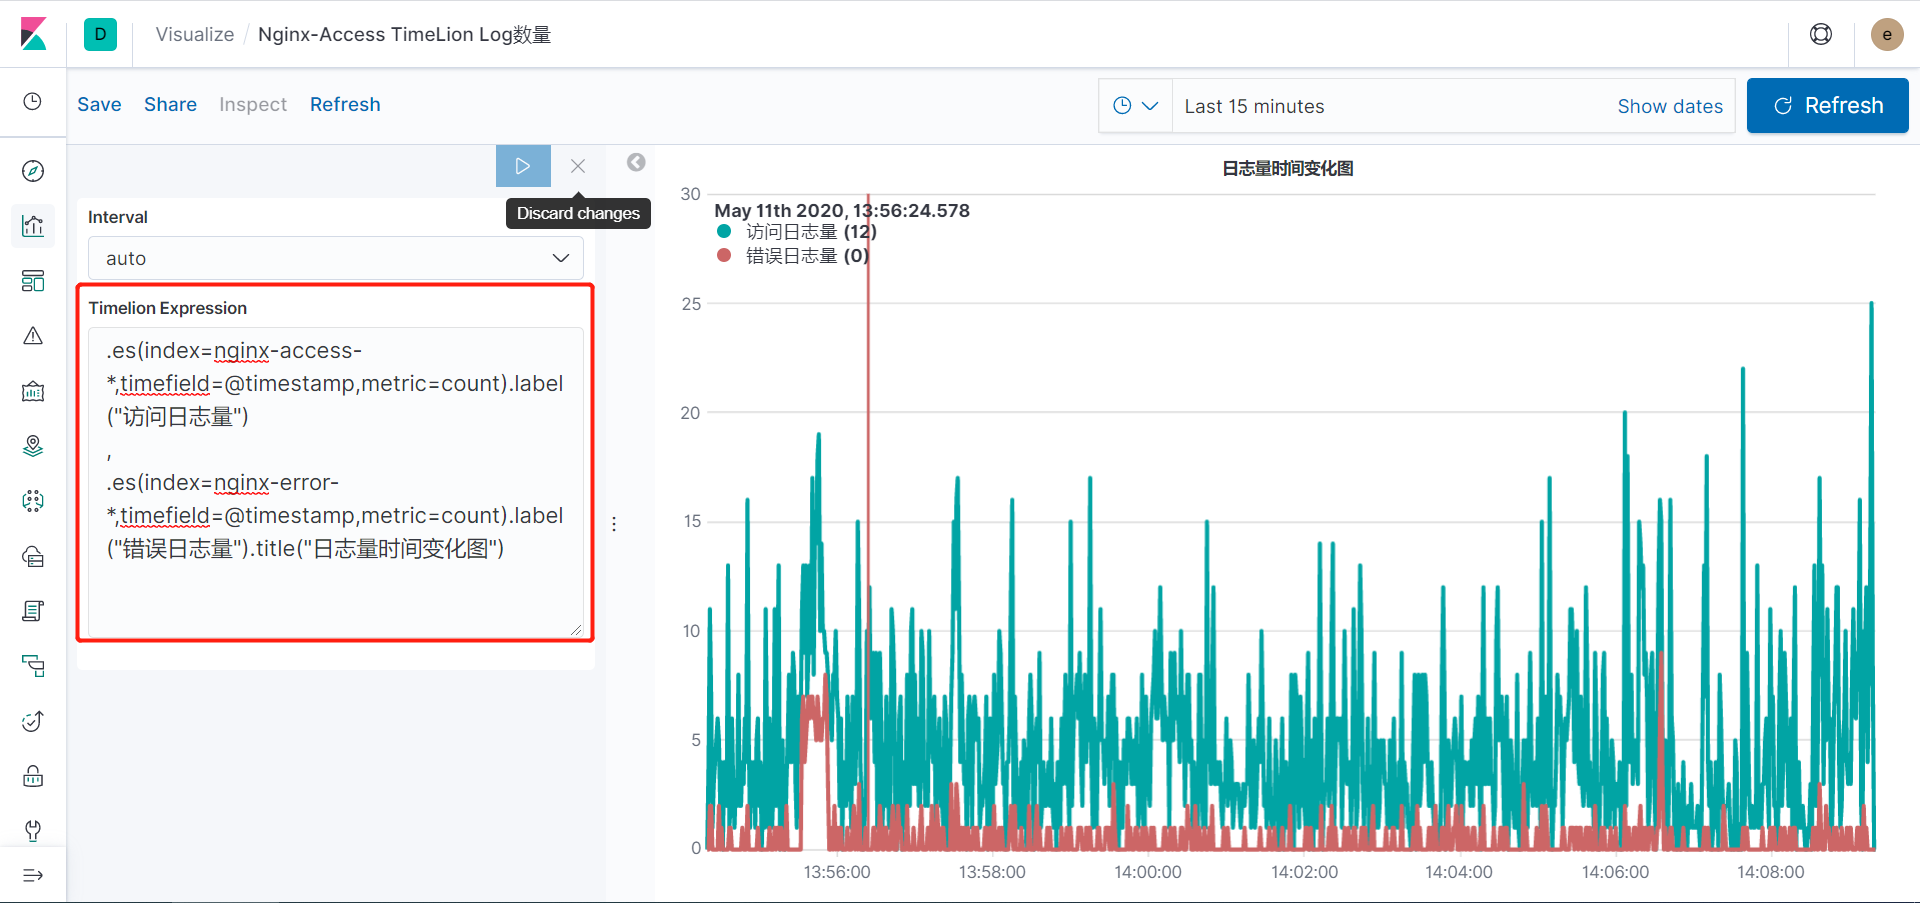 D
Visualize / Nginx-Access TimeLion Log数量
e
Save Share Inspect Refresh
Last 15 minutes
Show dates
Refresh
Discard changes
Interval
auto
Timelion Expression
.es(index=nginx-access-
*,timefield=@timestamp,metric=count).label
("访问日志量")
,
.es(index=nginx-error-
*,timefield=@timestamp,metric=count).label
("错误日志量").title("日志量时间变化图")
日志量时间变化图
May 11th 2020, 13:56:24.578
访问日志量 (12)
错误日志量 (0)
30
25
20
15
10
5
0
13:56:00 13:58:00 14:00:00 14:02:00 14:04:00 14:06:00 14:08:00